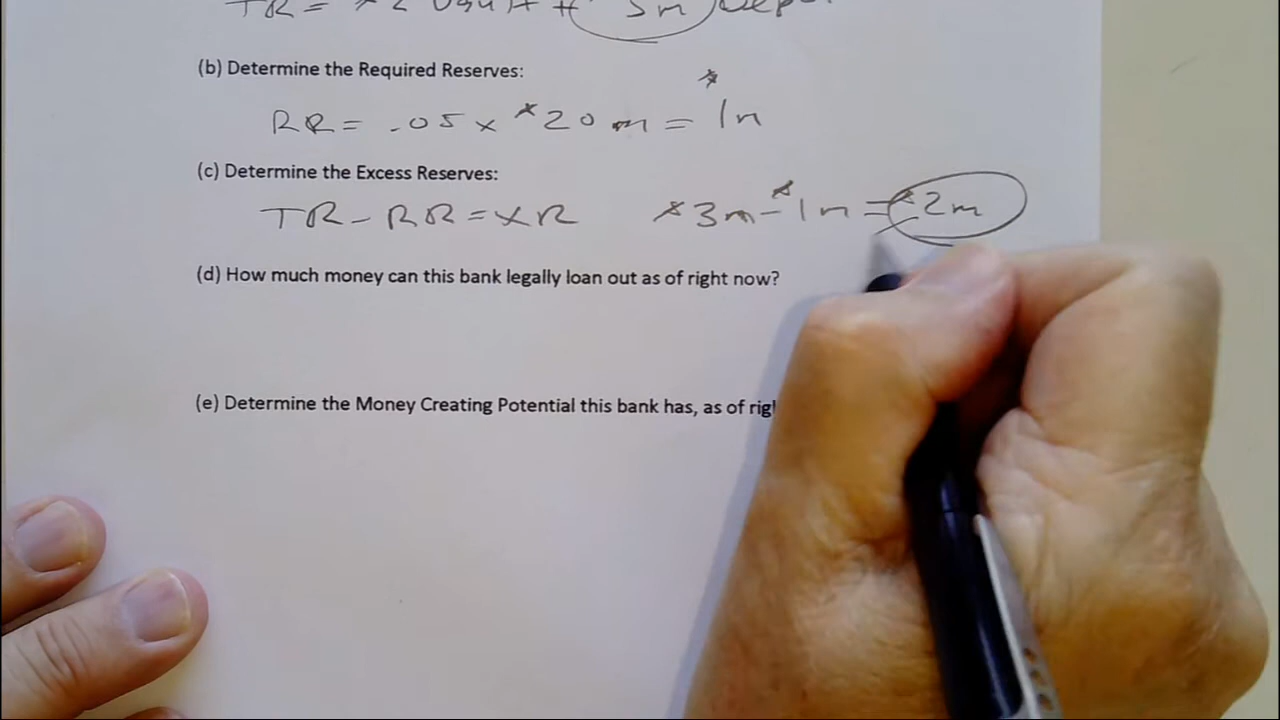 TR =
(b) Determine the Required Reserves:
RR = .05 x $20m = $1m
(c) Determine the Excess Reserves:
TR - RR = XR $3m - $1m = $2m
(d) How much money can this bank legally loan out as of right now?
(e) Determine the Money Creating Potential this bank has, as of